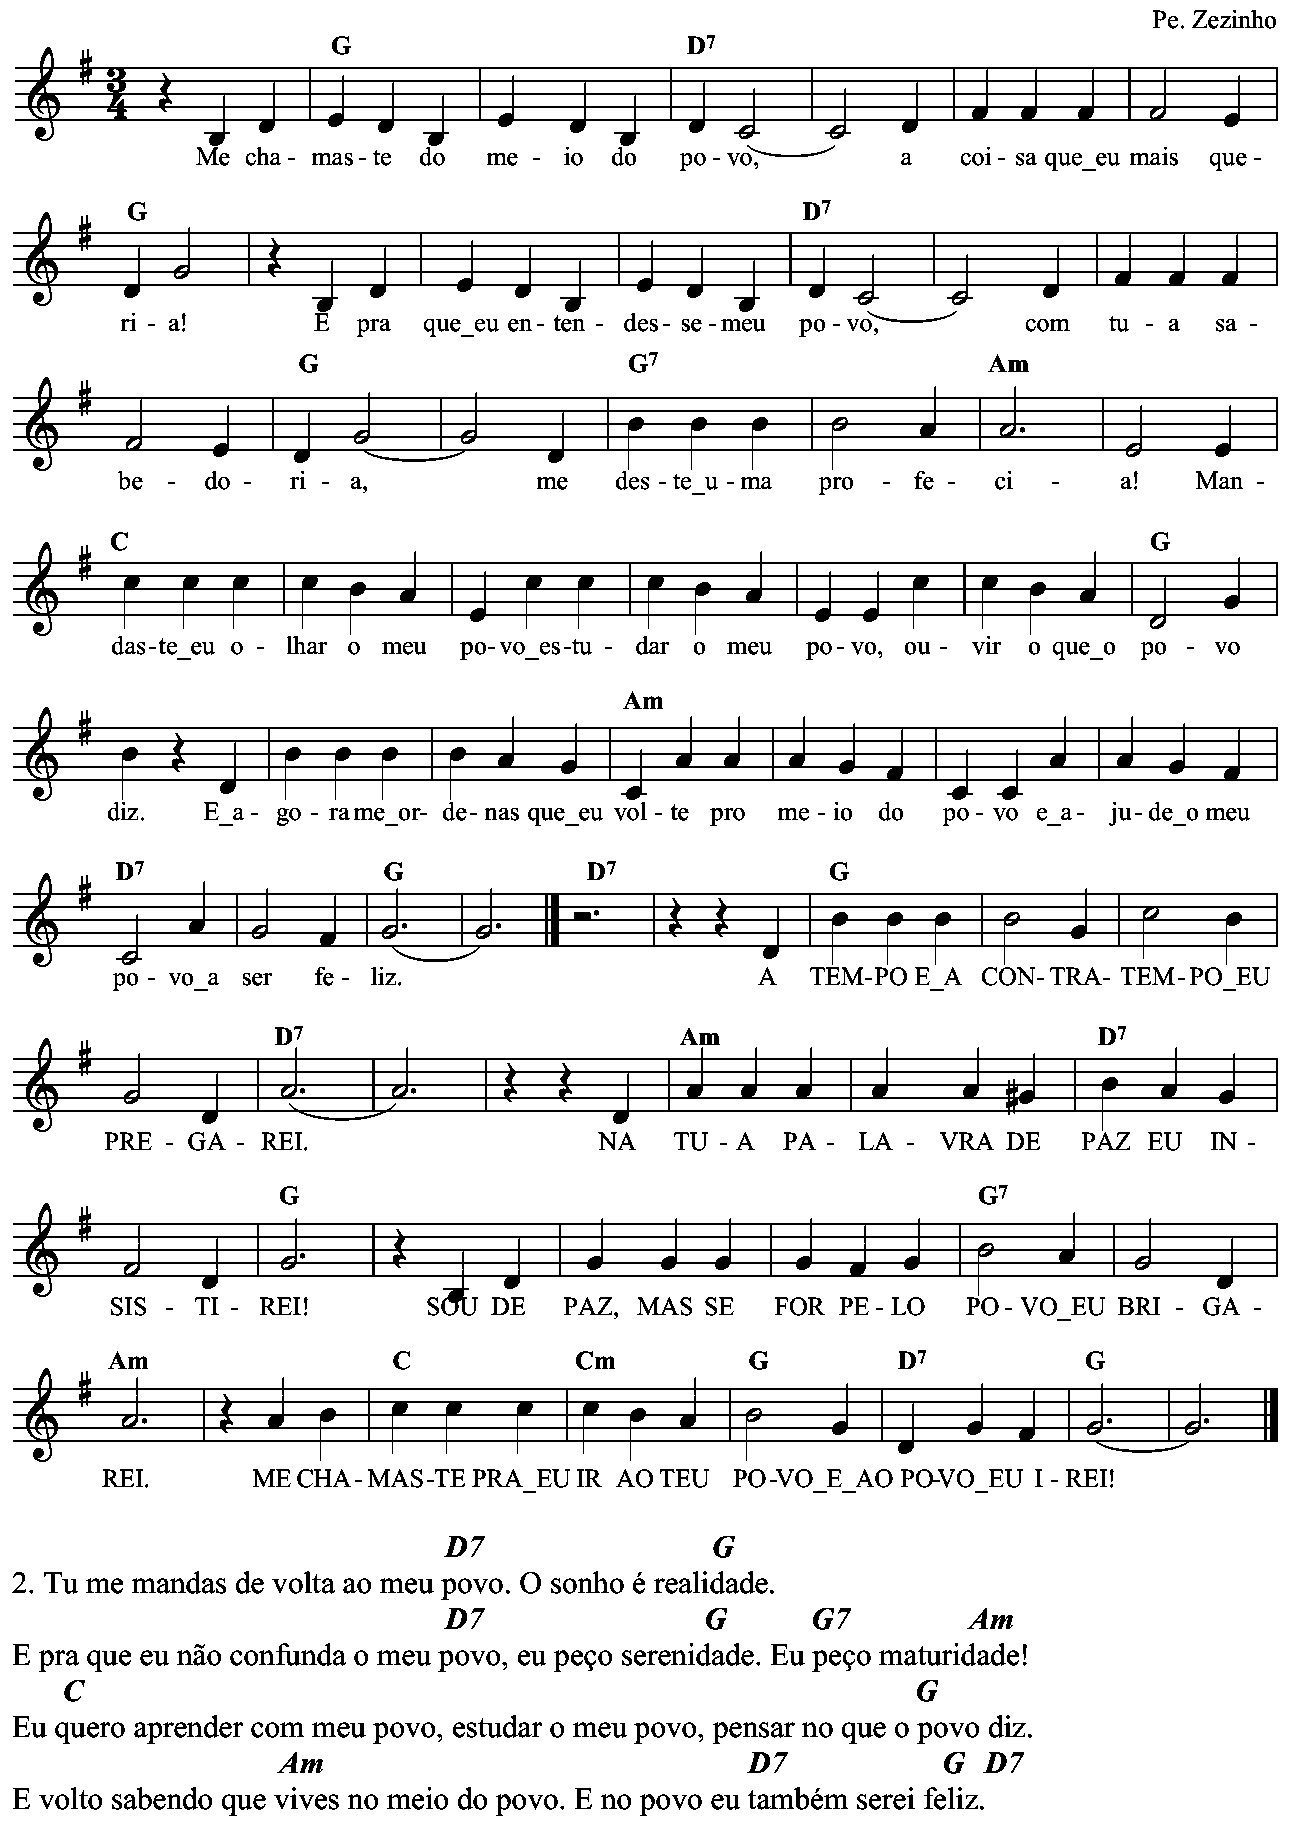 Pe. Zezinho
G D7
3
4
Me cha- mas-te do me - io do po-vo, a coi-sa que_eu mais que-
G D7
ri - a! E pra que_eu en-ten- des-se-meu po-vo, com tu - a sa-
G G7 Am
be - do- ri - a, me des-te_u-ma pro - fe - ci - a! Man-
C G
das-te_eu o - lhar o meu po-vo_es-tu- dar o meu po-vo, ou - vir o que_o po - vo
Am
diz. E_a- go-ra me_or- de-nas que_eu vol-te pro me-io do po-vo e_a- ju-de_o meu
D7 G D7 G
po-vo_a ser fe- liz. A TEM-PO E_A CON-TRA- TEM-PO_EU
D7 Am D7
PRE-GA- REI. NA TU-A PA- LA - VRA DE PAZ EU IN-
G G7
SIS-TI- REI! SOU DE PAZ, MAS SE FOR PE-LO PO-VO_EU BRI-GA-
Am C Cm G D7 G
REI. ME CHA-MAS-TE PRA_EU IR AO TEU PO-VO_E_AO PO-VO_EU I-REI!
D7 G
2. Tu me mandas de volta ao meu povo. O sonho é realidade.
D7 G G7 Am
E pra que eu não confunda o meu povo, eu peço serenidade. Eu peço maturidade!
C G
Eu quero aprender com meu povo, estudar o meu povo, pensar no que o povo diz.
Am D7 G D7
E volto sabendo que vives no meio do povo. E no povo eu também serei feliz.